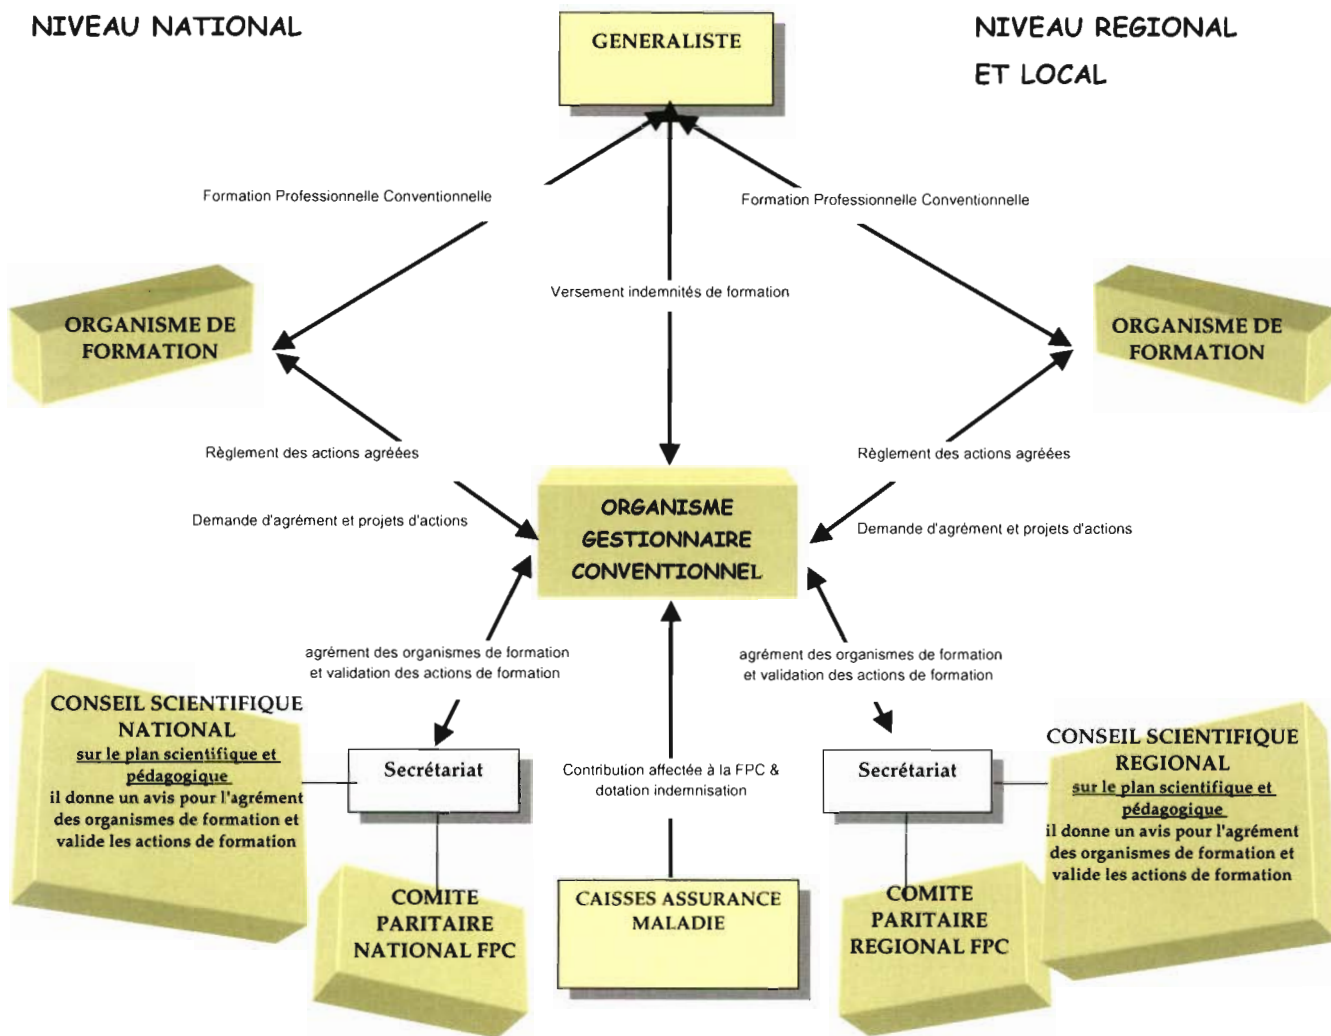 NIVEAU NATIONAL
GENERALISTE
NIVEAU REGIONAL
ET LOCAL
Formation Professionnelle Conventionnelle
Formation Professionnelle Conventionnelle
Versement indemnités de formation
ORGANISME DE
FORMATION
ORGANISME DE
FORMATION
Règlement des actions agréées
Règlement des actions agréées
Demande d'agrément et projets d'actions
Demande d'agrément et projets d'actions
ORGANISME
GESTIONNAIRE
CONVENTIONNEL
agrément des organismes de formation
et validation des actions de formation
agrément des organismes de formation
et validation des actions de formation
CONSEIL SCIENTIFIQUE
NATIONAL
sur le plan scientifique et
pédagogique
il donne un avis pour l'agrément
des organismes de formation et
valide les actions de formation
Secrétariat
Contribution affectée à la FPC &
dotation indemnisation
Secrétariat
CONSEIL SCIENTIFIQUE
REGIONAL
sur le plan scientifique et
pédagogique
il donne un avis pour l'agrément
des organismes de formation et
valide les actions de formation
COMITE
PARITAIRE
NATIONAL FPC
CAISSES ASSURANCE
MALADIE
COMITE
PARITAIRE
REGIONAL FPC